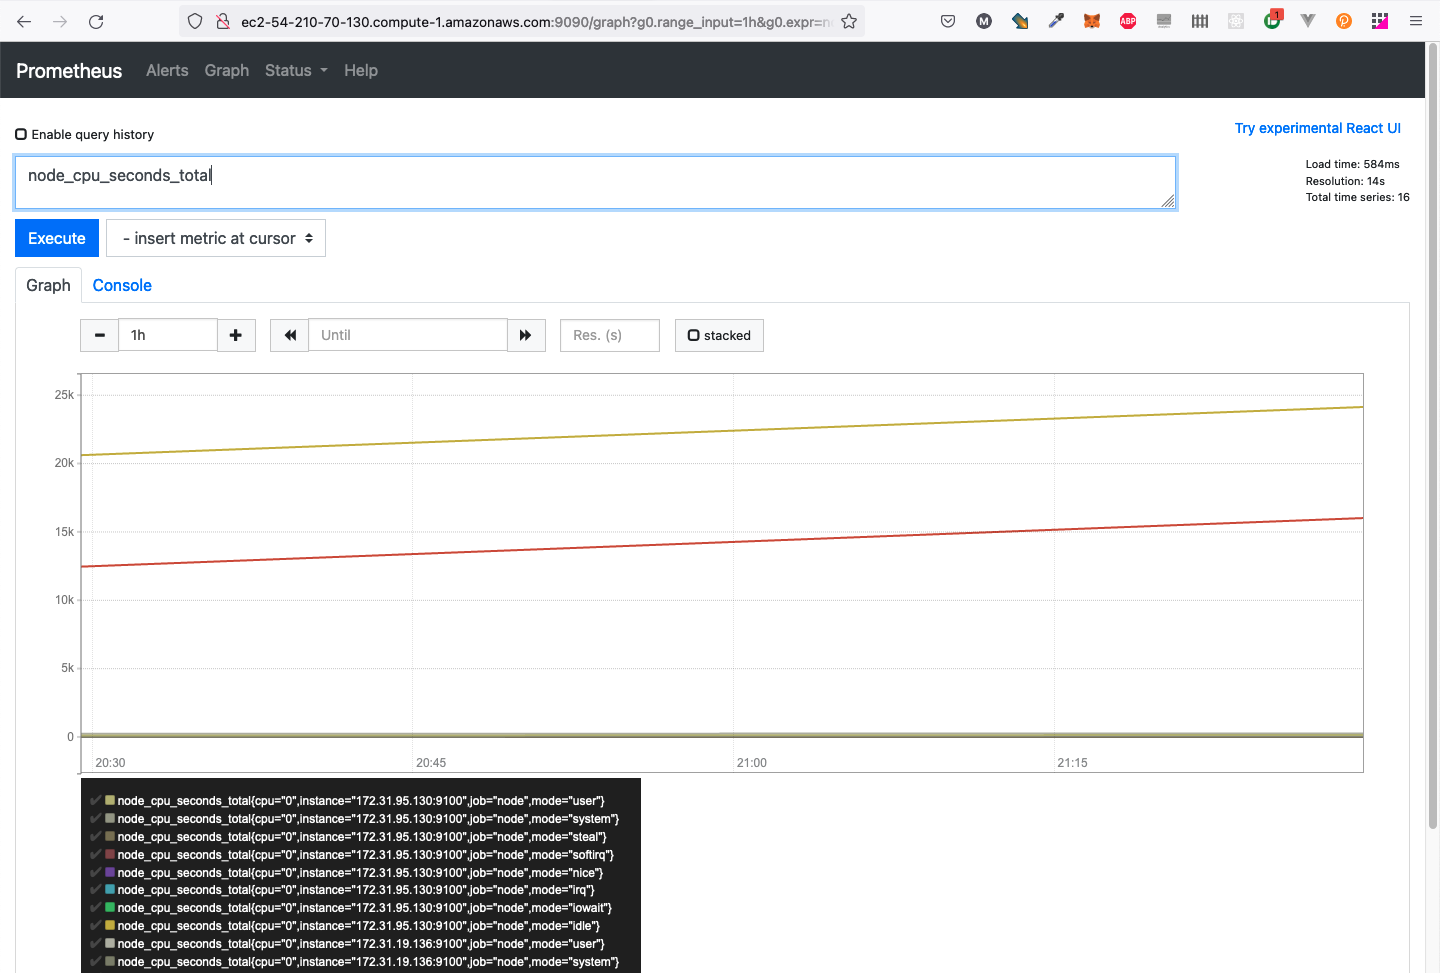 ec2-54-210-70-130.compute-1.amazonaws.com:9090/graph?g0.range_input=1h&g0.expr=n
M
ABP
1
Prometheus Alerts Graph Status Help
Enable query history
Try experimental React UI
node_cpu_seconds_total
Load time: 584ms
Resolution: 14s
Total time series: 16
Execute
- insert metric at cursor
Graph Console
1h Until Res. (s) stacked
25k
20k
15k
10k
5k
0
20:30 20:45 21:00 21:15
node_cpu_seconds_total{cpu="0",instance="172.31.95.130:9100",job="node",mode="user"}
node_cpu_seconds_total{cpu="0",instance="172.31.95.130:9100",job="node",mode="system"}
node_cpu_seconds_total{cpu="0",instance="172.31.95.130:9100",job="node",mode="steal"}
node_cpu_seconds_total{cpu="0",instance="172.31.95.130:9100",job="node",mode="softirq"}
node_cpu_seconds_total{cpu="0",instance="172.31.95.130:9100",job="node",mode="nice"}
node_cpu_seconds_total{cpu="0",instance="172.31.95.130:9100",job="node",mode="irq"}
node_cpu_seconds_total{cpu="0",instance="172.31.95.130:9100",job="node",mode="iowait"}
node_cpu_seconds_total{cpu="0",instance="172.31.95.130:9100",job="node",mode="idle"}
node_cpu_seconds_total{cpu="0",instance="172.31.19.136:9100",job="node",mode="user"}
node_cpu_seconds_total{cpu="0",instance="172.31.19.136:9100",job="node",mode="system"}